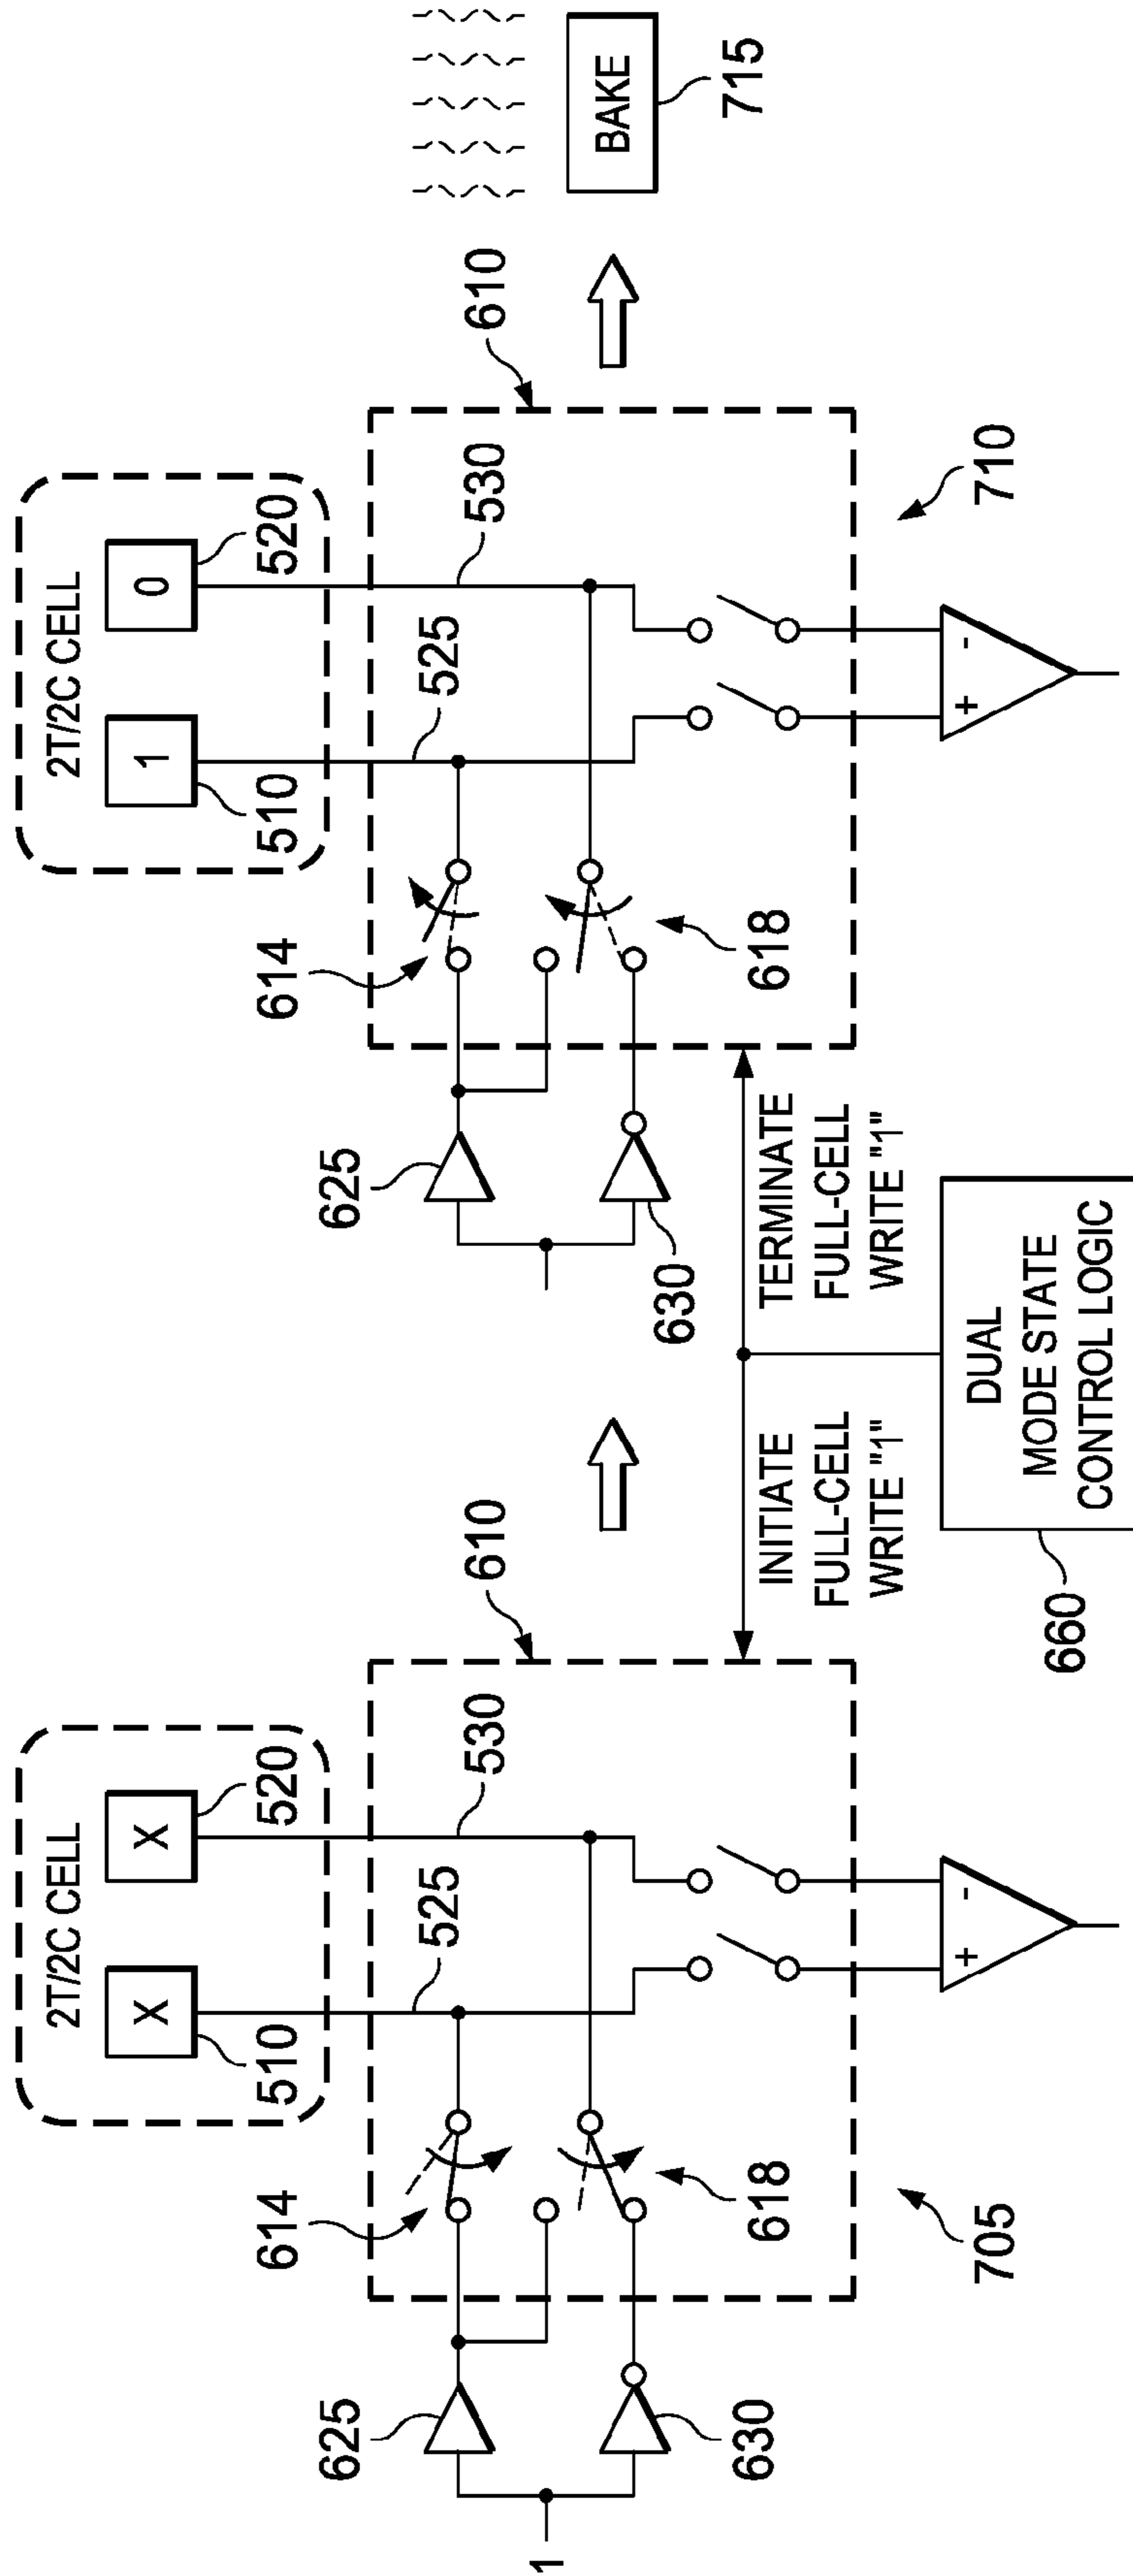 2T/2C CELL
X
X
510
520
525
530
610
614
618
625
630
1
+
-
705
INITIATE
FULL-CELL
WRITE "1"
TERMINATE
FULL-CELL
WRITE "1"
DUAL
MODE STATE
CONTROL LOGIC
660
2T/2C CELL
1
0
510
520
525
530
610
614
618
625
630
+
-
710
BAKE
715